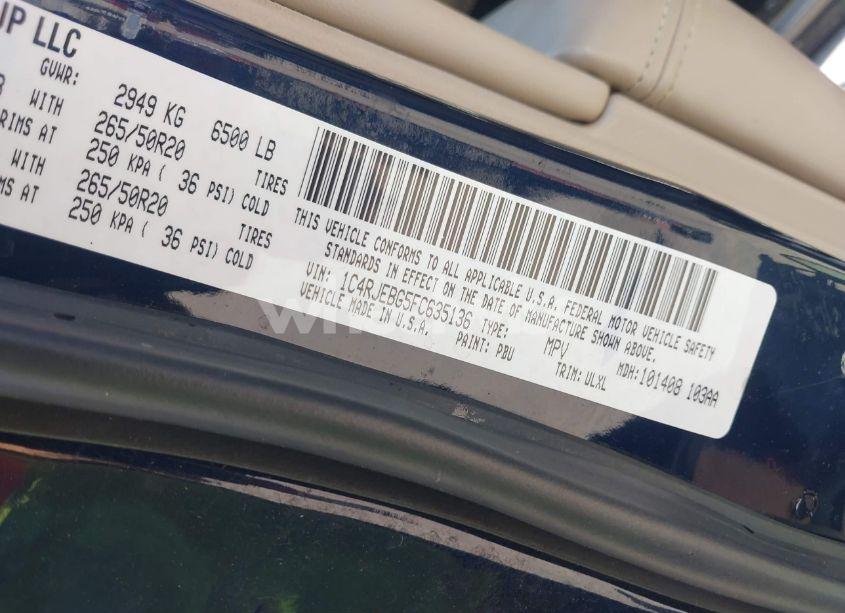 UP LLC
GVWR: 2949 KG 6500 LB
WITH 265/50R20 TIRES
RIMS AT 250 KPA ( 36 PSI) COLD
WITH 265/50R20 TIRES
IMS AT 250 KPA ( 36 PSI) COLD
THIS VEHICLE CONFORMS TO ALL APPLICABLE U.S.A. FEDERAL MOTOR VEHICLE SAFETY
STANDARDS IN EFFECT ON THE DATE OF MANUFACTURE SHOWN ABOVE.
VIN: 1C4RJEBG5FC635136 TYPE: MPV MDH:101408 103AA
VEHICLE MADE IN U.S.A. PAINT: PBU TRIM: ULXL